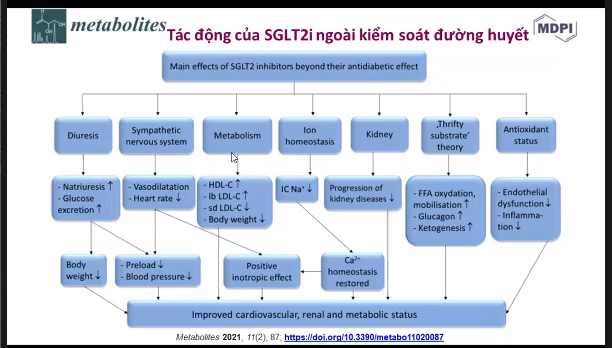 metabolites
Tác động của SGLT2i ngoài kiểm soát đường huyết
MDPI
Main effects of SGLT2 inhibitors beyond their antidiabetic effect
Diuresis
Sympathetic
nervous system
Metabolism
Ion
homeostasis
Kidney
‚Thrifty
substrate’
theory
Antioxidant
status
- Natriuresis ↑
- Glucose
excretion ↑
- Vasodilatation
- Heart rate ↓
- HDL-C ↑
- lb LDL-C ↑
- sd LDL-C ↓
- Body weight ↓
IC Na⁺ ↓
Progression of
kidney diseases ↓
- FFA oxydation,
mobilisation ↑
- Glucagon ↑
- Ketogenesis ↑
- Endothelial
dysfunction ↓
- Inflamma-
tion ↓
Body
weight ↓
- Preload ↓
- Blood pressure ↓
Positive
inotropic effect
Ca²⁺
homeostasis
restored
Improved cardiovascular, renal and metabolic status
Metabolites 2021, 11(2), 87; https://doi.org/10.3390/metabo11020087